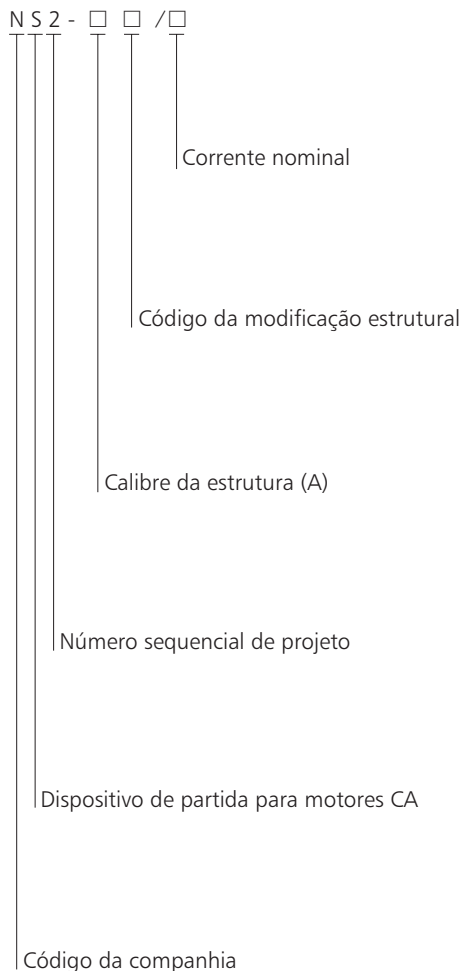 N S 2 - □ □ / □
Corrente nominal
Código da modificação estrutural
Calibre da estrutura (A)
Número sequencial de projeto
Dispositivo de partida para motores CA
Código da companhia